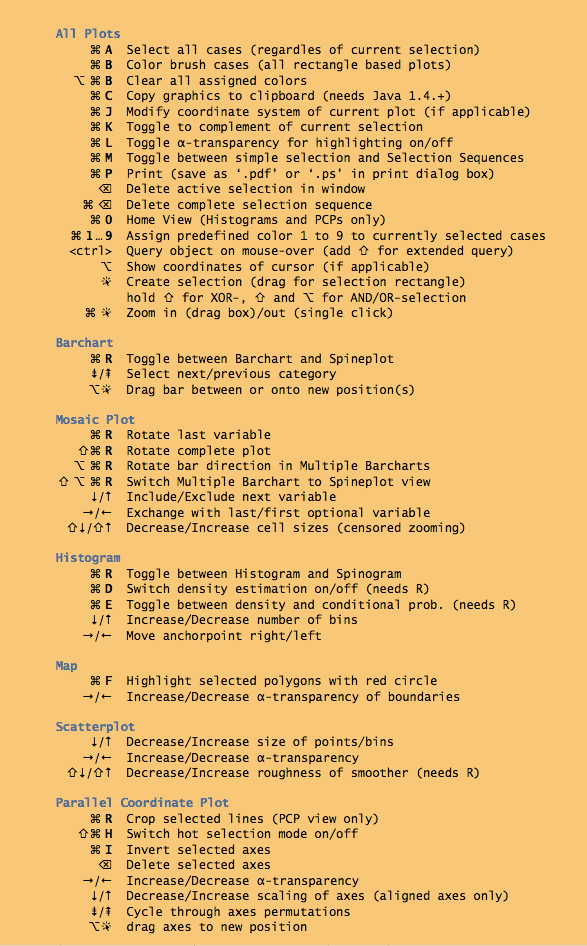 All Plots
⌘ A Select all cases (regardles of current selection)
⌘ B Color brush cases (all rectangle based plots)
⌥ ⌘ B Clear all assigned colors
⌘ C Copy graphics to clipboard (needs Java 1.4.+)
⌘ J Modify coordinate system of current plot (if applicable)
⌘ K Toggle to complement of current selection
⌘ L Toggle α-transparency for highlighting on/off
⌘ M Toggle between simple selection and Selection Sequences
⌘ P Print (save as ‘.pdf’ or ‘.ps’ in print dialog box)
⌫ Delete active selection in window
⌘ ⌫ Delete complete selection sequence
⌘ 0 Home View (Histograms and PCPs only)
⌘ 1…9 Assign predefined color 1 to 9 to currently selected cases
<ctrl> Query object on mouse-over (add ⇧ for extended query)
⌥ Show coordinates of cursor (if applicable)
Create selection (drag for selection rectangle)
hold ⇧ for XOR-, ⇧ and ⌥ for AND/OR-selection
⌘ Zoom in (drag box)/out (single click)
Barchart
⌘ R Toggle between Barchart and Spineplot
⇟/⇞ Select next/previous category
⌥ Drag bar between or onto new position(s)
Mosaic Plot
⌘ R Rotate last variable
⇧⌘ R Rotate complete plot
⌥ ⌘ R Rotate bar direction in Multiple Barcharts
⇧ ⌥ ⌘ R Switch Multiple Barchart to Spineplot view
↓/↑ Include/Exclude next variable
→/← Exchange with last/first optional variable
⇧↓/⇧↑ Decrease/Increase cell sizes (censored zooming)
Histogram
⌘ R Toggle between Histogram and Spinogram
⌘ D Switch density estimation on/off (needs R)
⌘ E Toggle between density and conditional prob. (needs R)
↓/↑ Increase/Decrease number of bins
→/← Move anchorpoint right/left
Map
⌘ F Highlight selected polygons with red circle
→/← Increase/Decrease α-transparency of boundaries
Scatterplot
↓/↑ Decrease/Increase size of points/bins
→/← Increase/Decrease α-transparency
⇧↓/⇧↑ Decrease/Increase roughness of smoother (needs R)
Parallel Coordinate Plot
⌘ R Crop selected lines (PCP view only)
⇧⌘ H Switch hot selection mode on/off
⌘ I Invert selected axes
⌫ Delete selected axes
→/← Increase/Decrease α-transparency
↓/↑ Decrease/Increase scaling of axes (aligned axes only)
⇟/⇞ Cycle through axes permutations
⌥ drag axes to new position